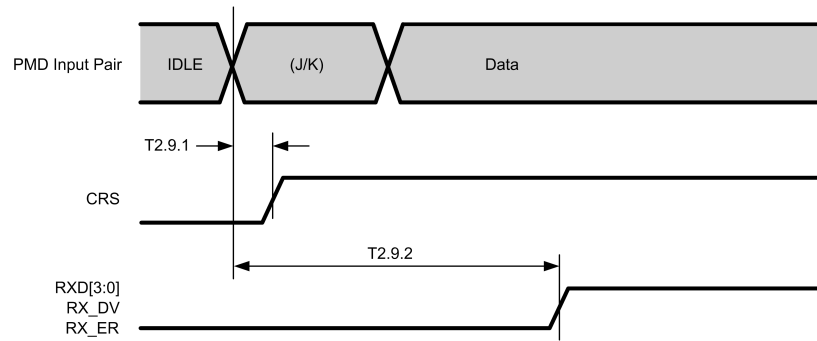 PMD Input Pair IDLE (J/K) Data
T2.9.1
CRS
T2.9.2
RXD[3:0]
RX_DV
RX_ER